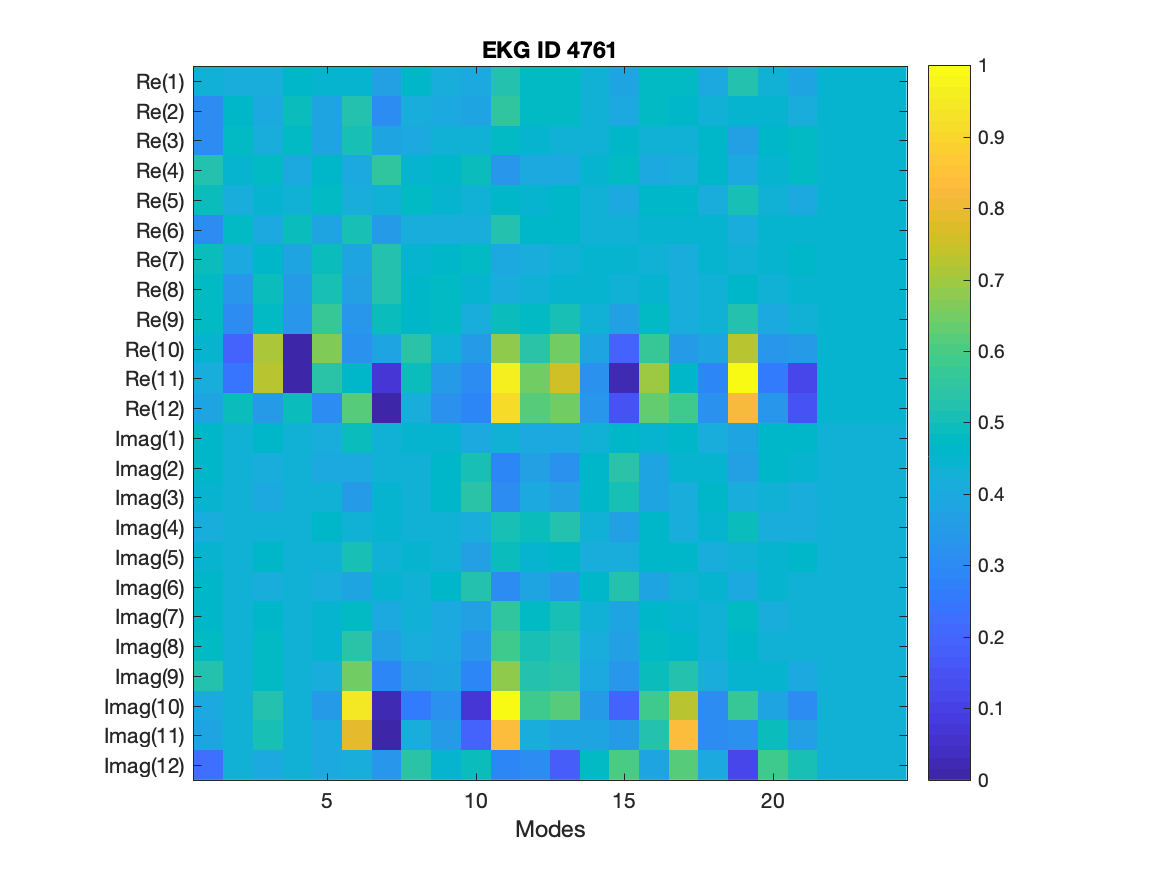 EKG ID 4761
Re(1)
Re(2)
Re(3)
Re(4)
Re(5)
Re(6)
Re(7)
Re(8)
Re(9)
Re(10)
Re(11)
Re(12)
Imag(1)
Imag(2)
Imag(3)
Imag(4)
Imag(5)
Imag(6)
Imag(7)
Imag(8)
Imag(9)
Imag(10)
Imag(11)
Imag(12)
5 10 15 20
Modes
1
0.9
0.8
0.7
0.6
0.5
0.4
0.3
0.2
0.1
0